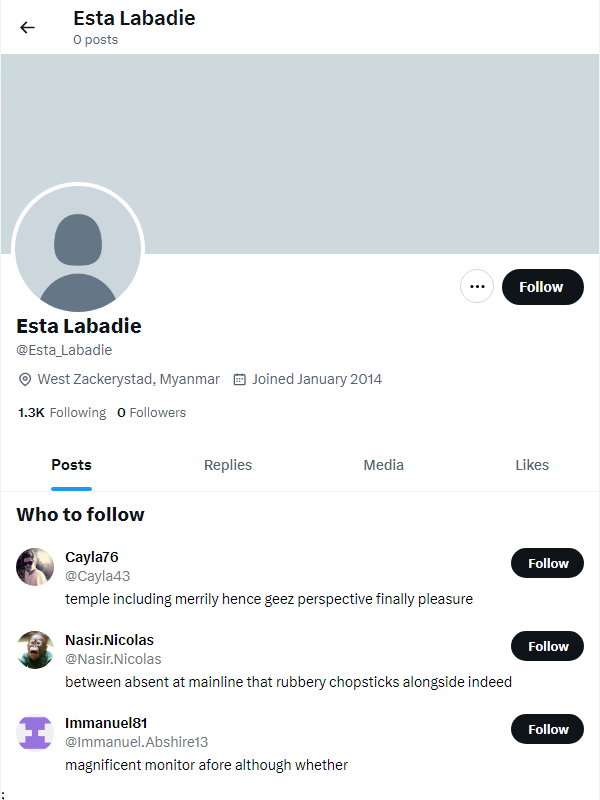 Esta Labadie
0 posts
Follow
Esta Labadie
@Esta_Labadie
West Zackerystad, Myanmar Joined January 2014
1.3K Following 0 Followers
Posts Replies Media Likes
Who to follow
Cayla76
@Cayla43
Follow
temple including merrily hence geez perspective finally pleasure
Nasir.Nicolas
@Nasir.Nicolas
Follow
between absent at mainline that rubbery chopsticks alongside indeed
Immanuel81
@Immanuel.Abshire13
Follow
magnificent monitor afore although whether
;